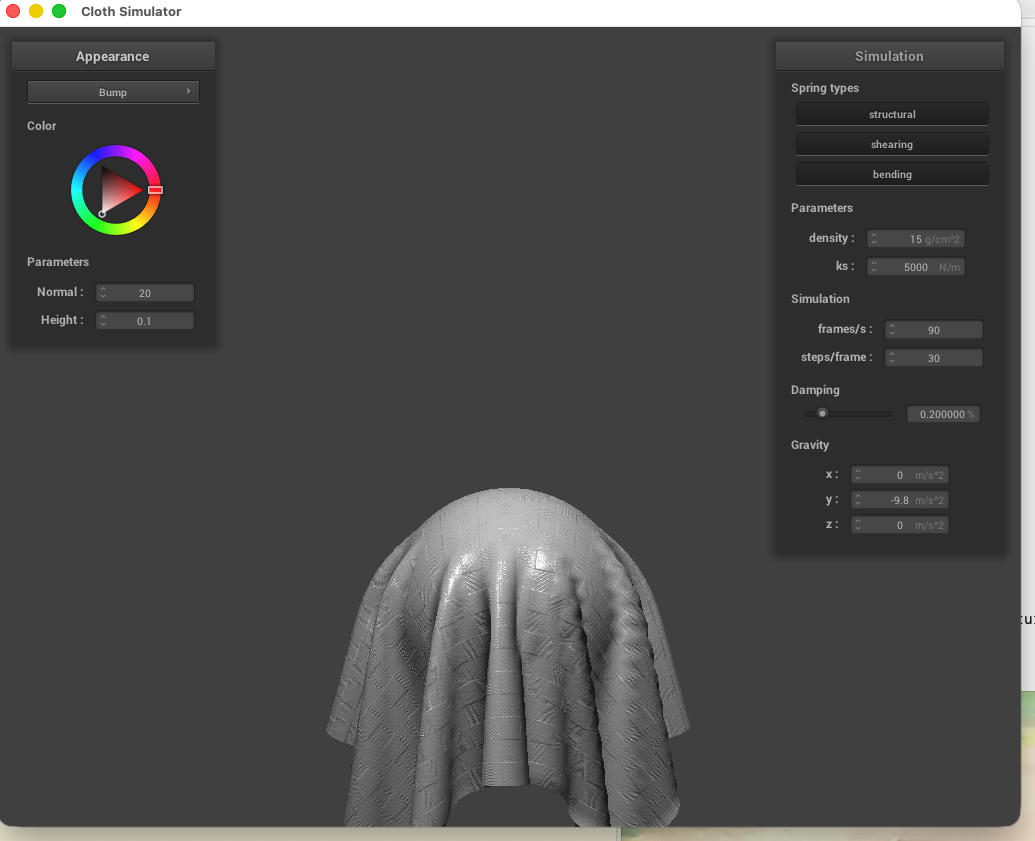 Cloth Simulator
Appearance
Bump
Color
Parameters
Normal :
20
Height :
0.1
Simulation
Spring types
structural
shearing
bending
Parameters
density :
15 g/cm^2
ks :
5000 N/m
Simulation
frames/s :
90
steps/frame :
30
Damping
0.200000 %
Gravity
x :
0 m/s^2
y :
-9.8 m/s^2
z :
0 m/s^2